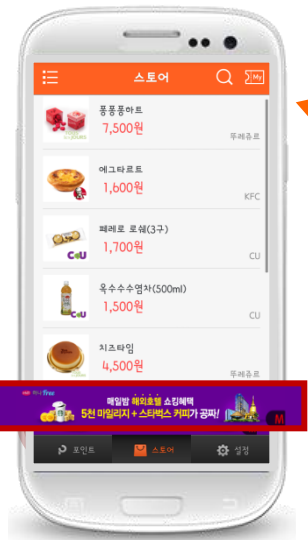 스토어
My
퐁퐁퐁하트
7,500원
뚜레쥬르
에그타르트
1,600원
KFC
KFC
페레로 로쉐(3구)
1,700원
CU
CU
옥수수수염차(500ml)
1,500원
CU
CU
치즈타임
4,500원
뚜레쥬르
매일밤 해외호텔 쇼킹혜택
5천 마일리지 + 스타벅스 커피가 공짜!
M
포인트
스토어
설정